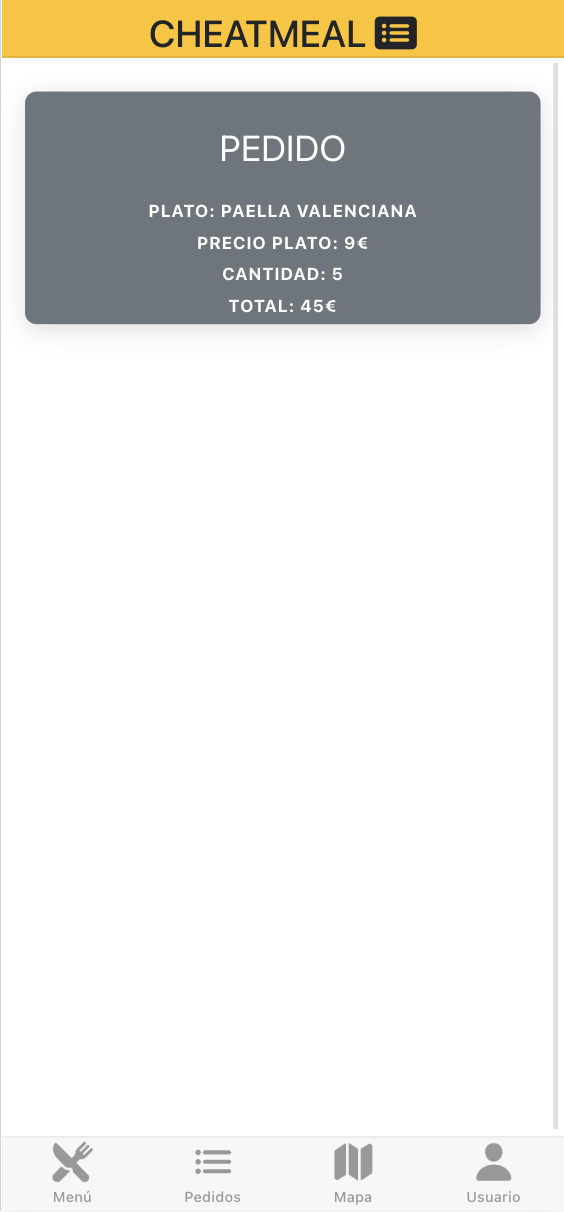 CHEATMEAL
PEDIDO
PLATO: PAELLA VALENCIANA
PRECIO PLATO: 9€
CANTIDAD: 5
TOTAL: 45€
Menú Pedidos Mapa Usuario